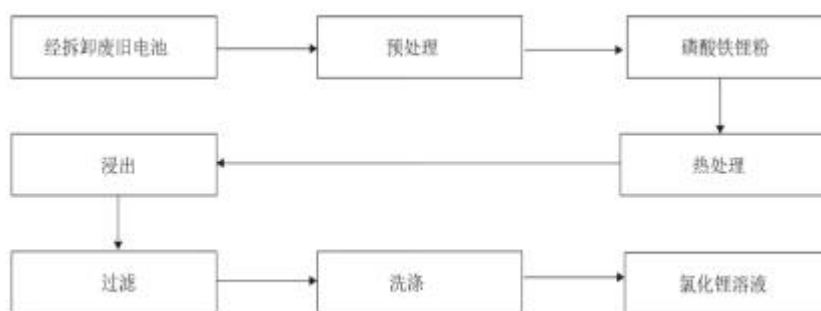 经拆卸废旧电池
预处理
磷酸铁锂粉
热处理
浸出
过滤
洗涤
氯化锂溶液